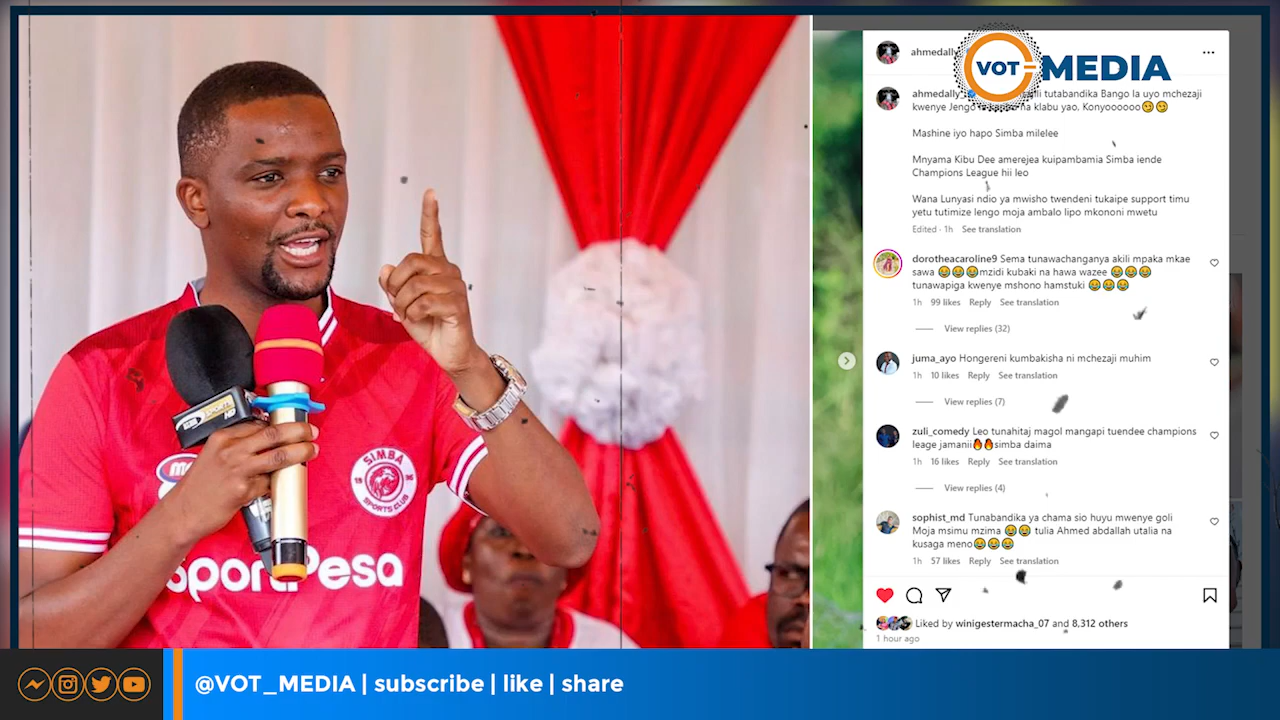 SIMBA
SPORTS CLUB
SportPesa
VOT MEDIA
ahmedally
ahmedally tutabandika Bango la uyo mchezaji
kwenye Jengo na klabu yao. Konyoooooo😏😏
Mashine iyo hapo Simba milelee
Mnyama Kibu Dee amerejea kuipambamia Simba iende
Champions League hii leo
Wana Lunyasi ndio ya mwisho twendeni tukaipe support timu
yetu tutimize lengo moja ambalo lipo mkononi mwetu
Edited · 1h See translation
dorotheacaroline9 Sema tunawachanganya akili mpaka mkae
sawa 😂😂😂mzidi kubaki na hawa wazee 😂😂😂
tunawapiga kwenye mshono hamstuki 😂😂😂
1h 99 likes Reply See translation
View replies (32)
juma_ayo Hongereni kumbakisha ni mchezaji muhim
1h 10 likes Reply See translation
View replies (7)
zuli_comedy Leo tunahitaj magol mangapi tuendee champions
leage jamanii🔥🔥simba daima
1h 16 likes Reply See translation
View replies (4)
sophist_md Tunabandika ya chama sio huyu mwenye goli
Moja msimu mzima 😂😂 tulia Ahmed abdallah utalia na
kusaga meno😂😂😂
1h 57 likes Reply See translation
Liked by winigestermacha_07 and 8,312 others
1 hour ago
@VOT_MEDIA | subscribe | like | share